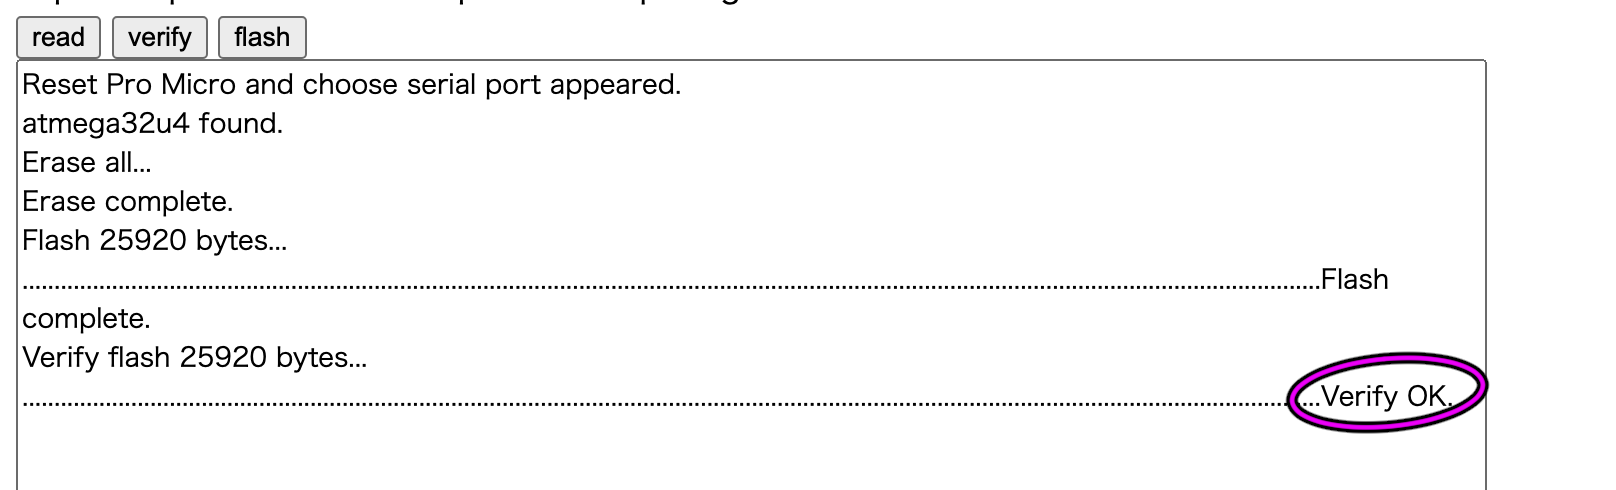 read verify flash
Reset Pro Micro and choose serial port appeared.
atmega32u4 found.
Erase all...
Erase complete.
Flash 25920 bytes...
....................................................................................................................................................................................................Flash
complete.
Verify flash 25920 bytes...
....................................................................................................................................................................................................Verify OK.